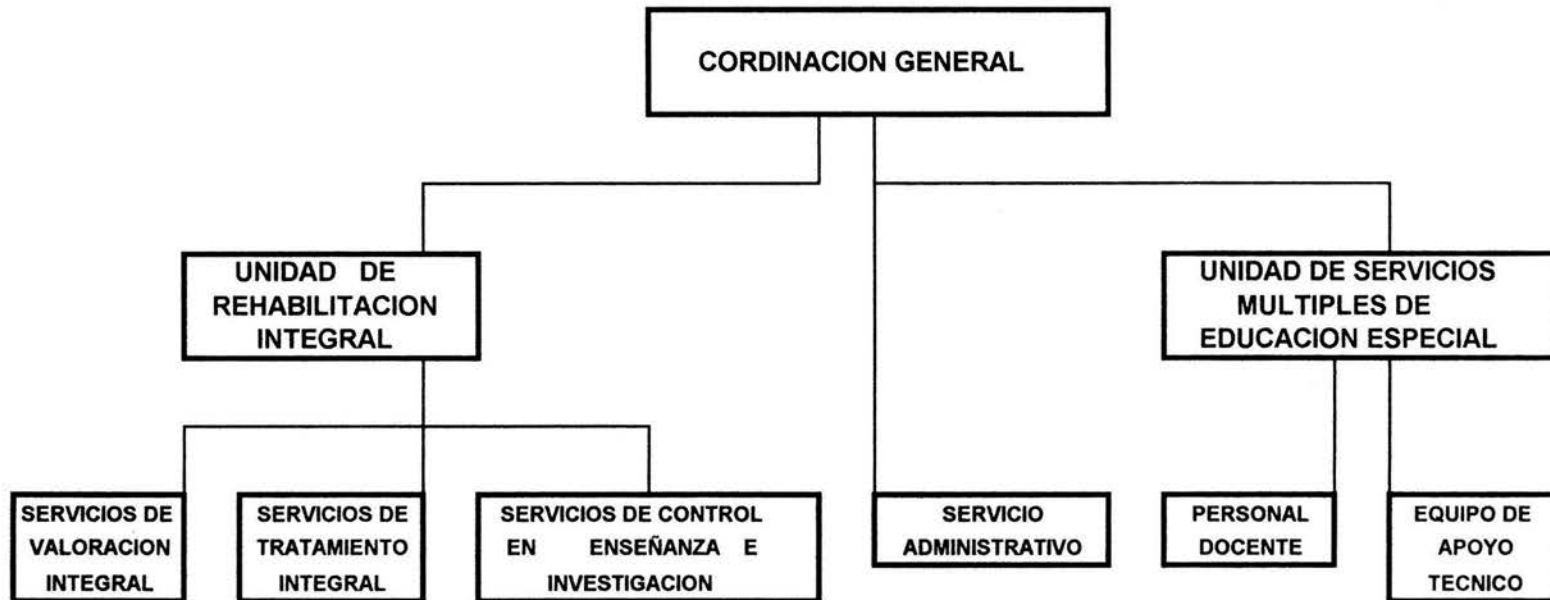 CORDINACION GENERAL
UNIDAD DE
REHABILITACION
INTEGRAL
UNIDAD DE SERVICIOS
MULTIPLES DE
EDUCACION ESPECIAL
SERVICIOS DE
VALORACION
INTEGRAL
SERVICIOS DE
TRATAMIENTO
INTEGRAL
SERVICIOS DE CONTROL
EN ENSEÑANZA E
INVESTIGACION
SERVICIO
ADMINISTRATIVO
PERSONAL
DOCENTE
EQUIPO DE
APOYO
TECNICO